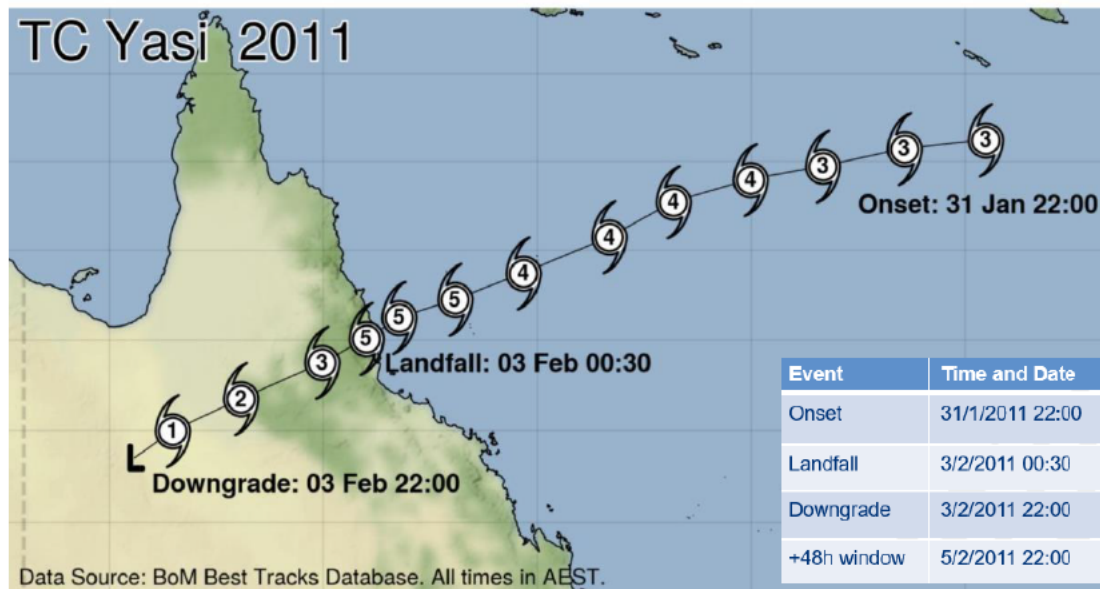 TC Yasi 2011
3
3
3
4
4
4
4
5
5
5
3
2
1
L
Onset: 31 Jan 22:00
Landfall: 03 Feb 00:30
Downgrade: 03 Feb 22:00
Event Time and Date
Onset 31/1/2011 22:00
Landfall 3/2/2011 00:30
Downgrade 3/2/2011 22:00
+48h window 5/2/2011 22:00
Data Source: BoM Best Tracks Database. All times in AEST.